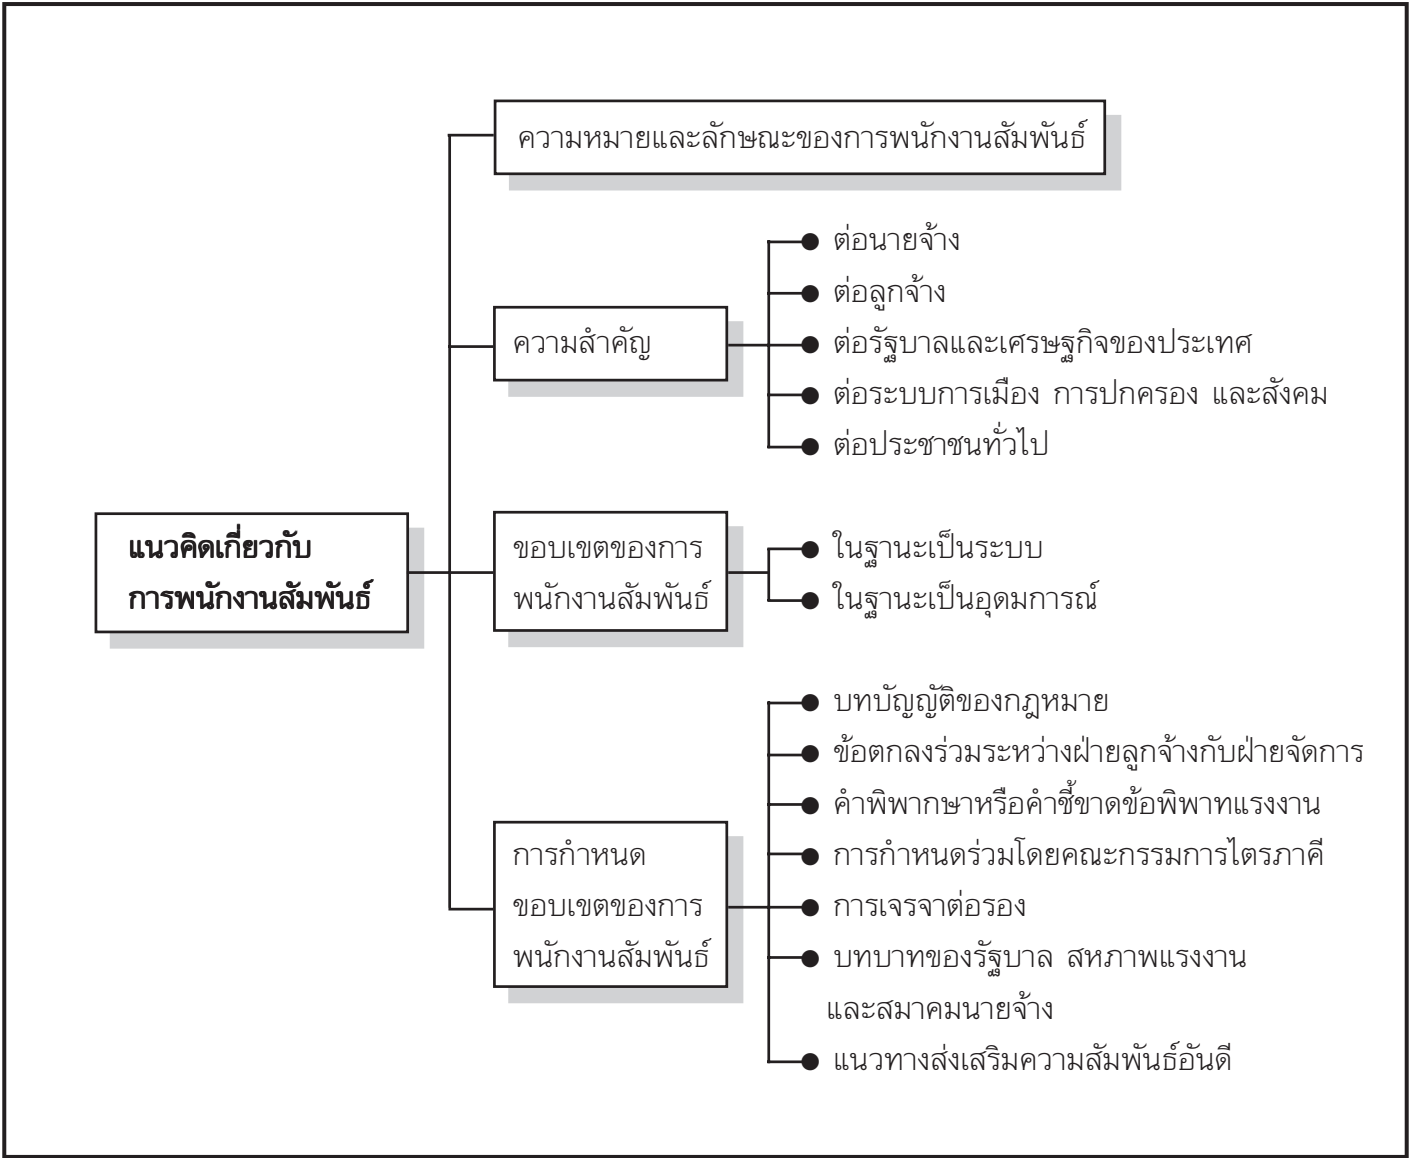 ความหมายและลักษณะของการพนักงานสัมพันธ์
ความสำคัญ
ต่อนายจ้าง
ต่อลูกจ้าง
ต่อรัฐบาลและเศรษฐกิจของประเทศ
ต่อระบบการเมือง การปกครอง และสังคม
ต่อประชาชนทั่วไป
แนวคิดเกี่ยวกับ
การพนักงานสัมพันธ์
ขอบเขตของการ
พนักงานสัมพันธ์
ในฐานะเป็นระบบ
ในฐานะเป็นอุดมการณ์
การกำหนด
ขอบเขตของการ
พนักงานสัมพันธ์
บทบัญญัติของกฎหมาย
ข้อตกลงร่วมระหว่างฝ่ายลูกจ้างกับฝ่ายจัดการ
คำพิพากษาหรือคำชี้ขาดข้อพิพาทแรงงาน
การกำหนดร่วมโดยคณะกรรมการไตรภาคี
การเจรจาต่อรอง
บทบาทของรัฐบาล สหภาพแรงงาน
และสมาคมนายจ้าง
แนวทางส่งเสริมความสัมพันธ์อันดี